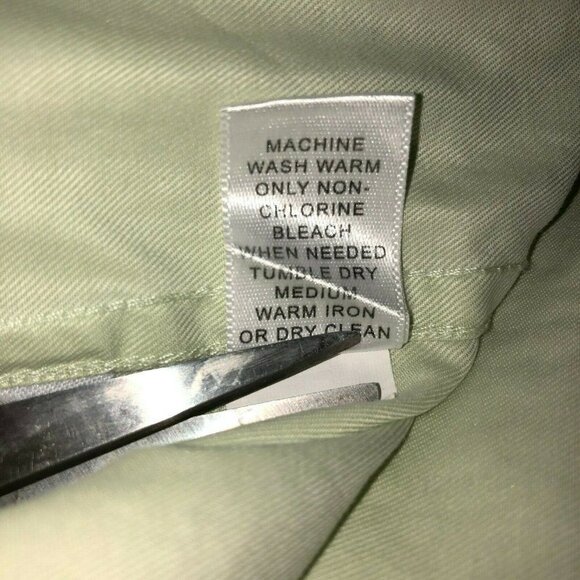 MACHINE
WASH WARM
ONLY NON-
CHLORINE
BLEACH
WHEN NEEDED
TUMBLE DRY
MEDIUM
WARM IRON
OR DRY CLEAN